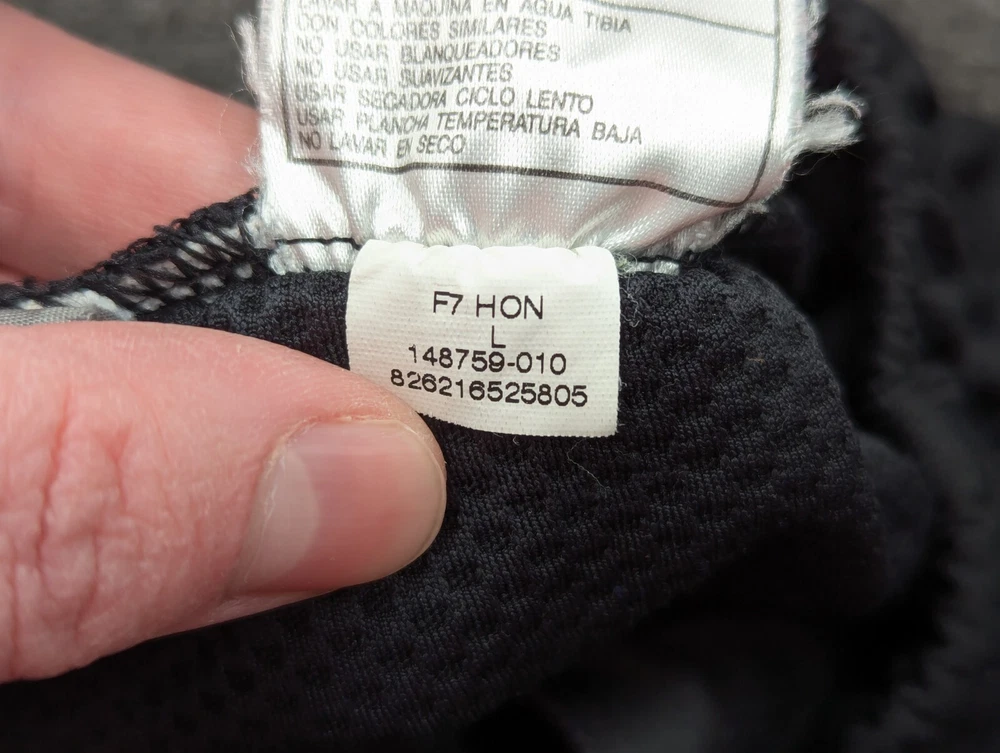 LAVAR A MAQUINA EN AGUA TIBIA
CON COLORES SIMILARES
NO USAR BLANQUEADORES
NO USAR SUAVIZANTES
USAR SECADORA CICLO LENTO
USAR PLANCHA TEMPERATURA BAJA
NO LAVAR EN SECO
F7 HON
L
148759-010
826216525805